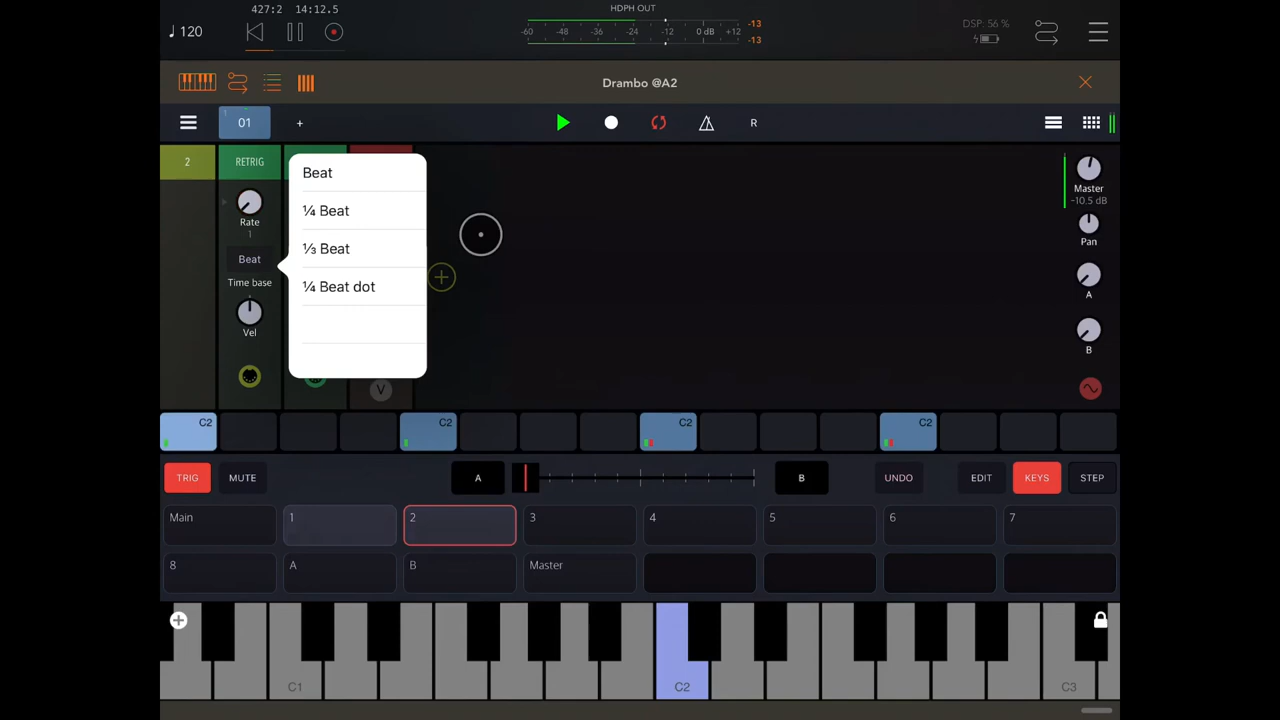 427:2 14:12.5
HDPH OUT
120
-60 -48 -36 -24 -12 0 dB +12
-13
-13
DSP: 56 %
Drambo @A2
1
01
+
R
2
RETRIG
Rate
1
Beat
Time base
Vel
Beat
¼ Beat
⅓ Beat
¼ Beat dot
V
Master
-10.5 dB
Pan
A
B
C2 C2 C2 C2
TRIG MUTE A B UNDO EDIT KEYS STEP
Main 1 2 3 4 5 6 7
8 A B Master
C1 C2 C3